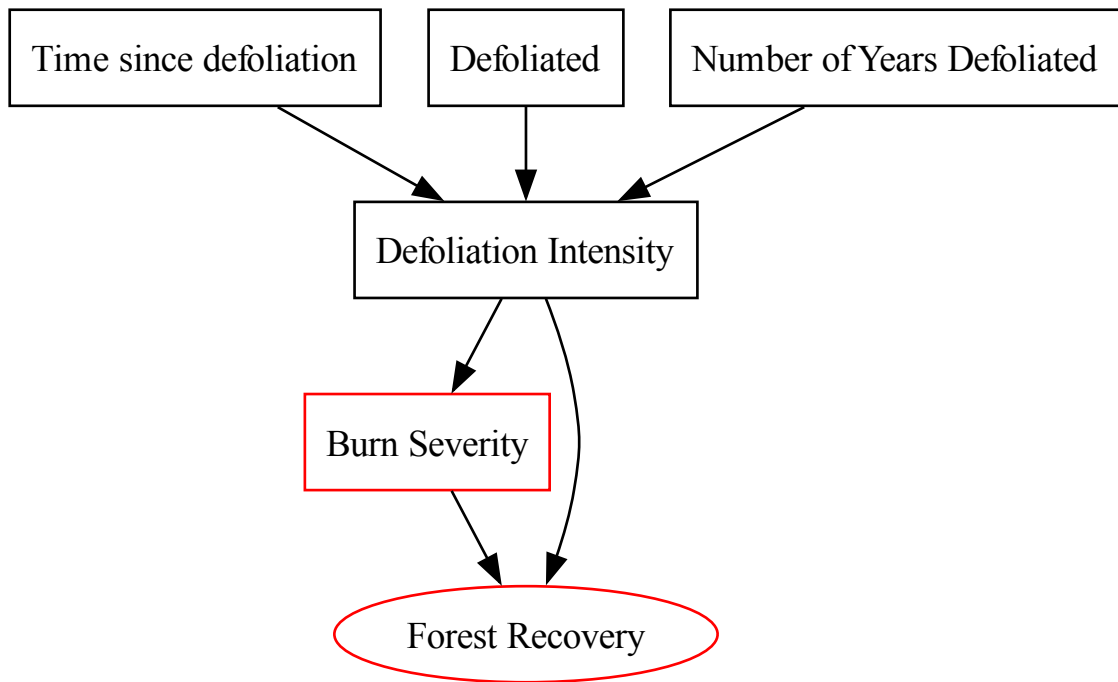 Time since defoliation
Defoliated
Number of Years Defoliated
Defoliation Intensity
Burn Severity
Forest Recovery